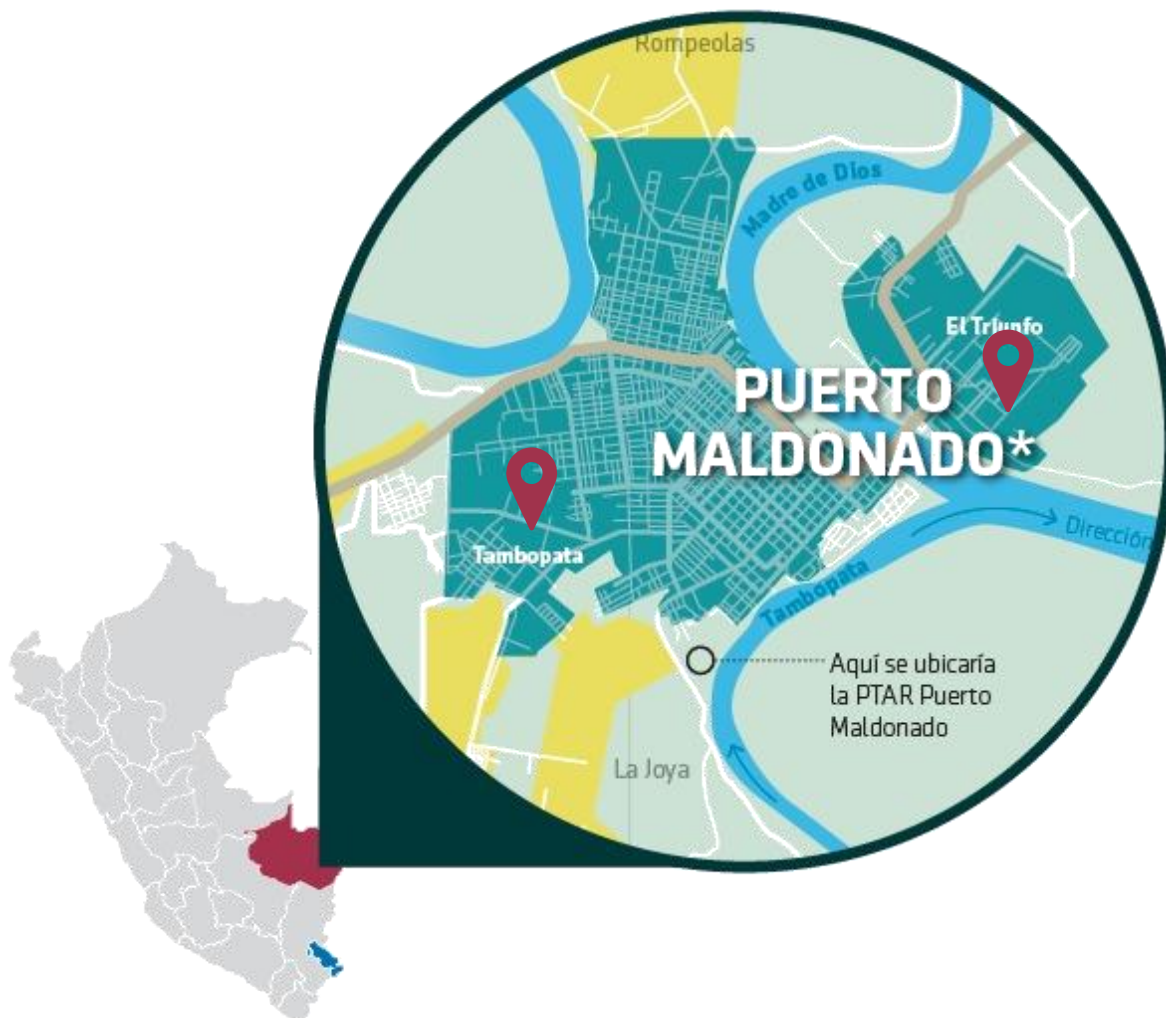 Rompeolas
Madre de Dios
El Triunfo
PUERTO
MALDONADO*
Tambopata
Dirección
Tambopata
Aquí se ubicaría
la PTAR Puerto
Maldonado
La Joya